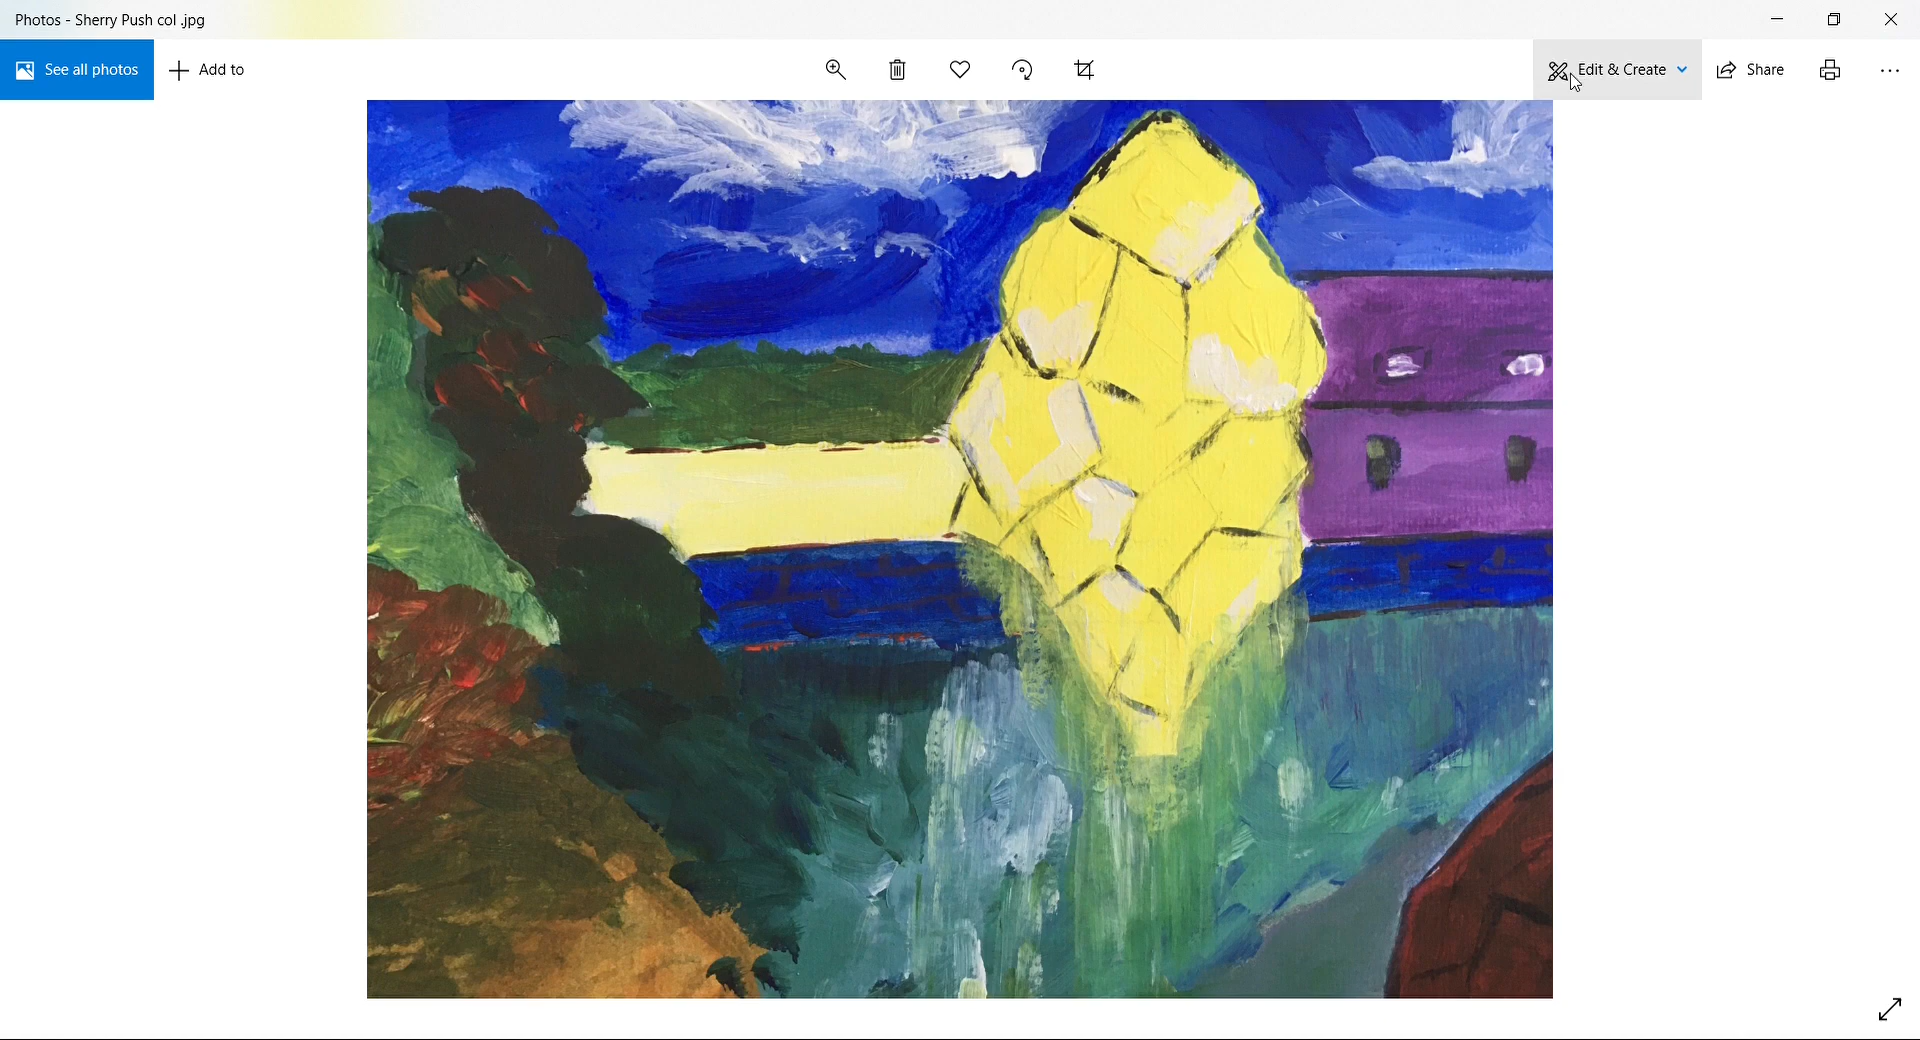 Photos - Sherry Push col .jpg
See all photos
Add to
Edit & Create
Share